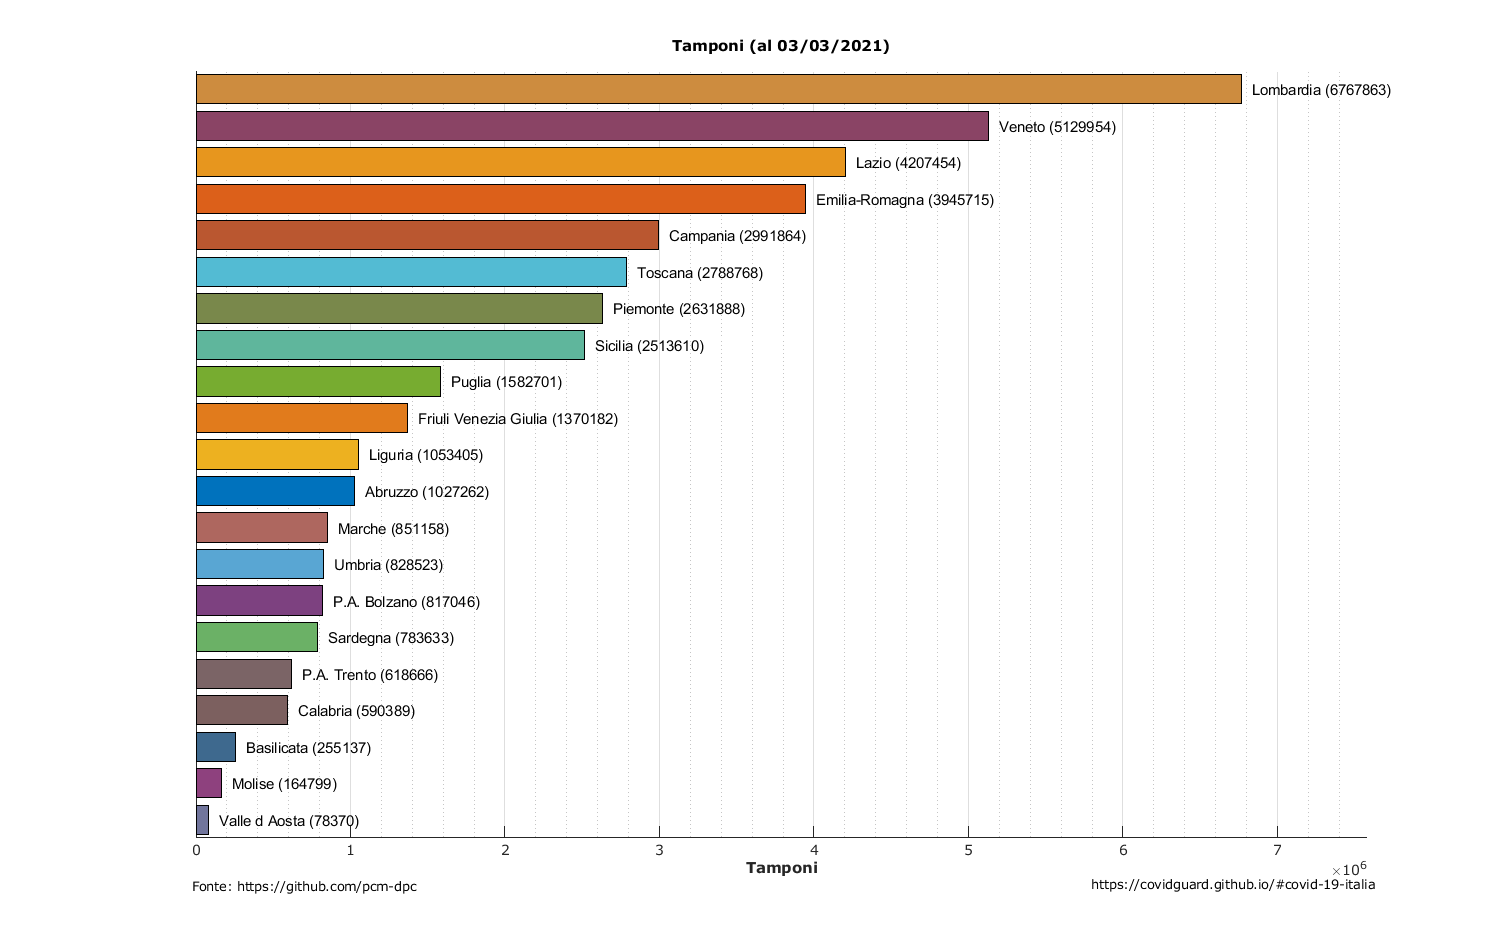 Tamponi (al 03/03/2021)
Lombardia (6767863)
Veneto (5129954)
Lazio (4207454)
Emilia-Romagna (3945715)
Campania (2991864)
Toscana (2788768)
Piemonte (2631888)
Sicilia (2513610)
Puglia (1582701)
Friuli Venezia Giulia (1370182)
Liguria (1053405)
Abruzzo (1027262)
Marche (851158)
Umbria (828523)
P.A. Bolzano (817046)
Sardegna (783633)
P.A. Trento (618666)
Calabria (590389)
Basilicata (255137)
Molise (164799)
Valle d Aosta (78370)
0 1 2 3 4 5 6 7
Tamponi
×10⁶
Fonte: https://github.com/pcm-dpc
https://covidguard.github.io/#covid-19-italia